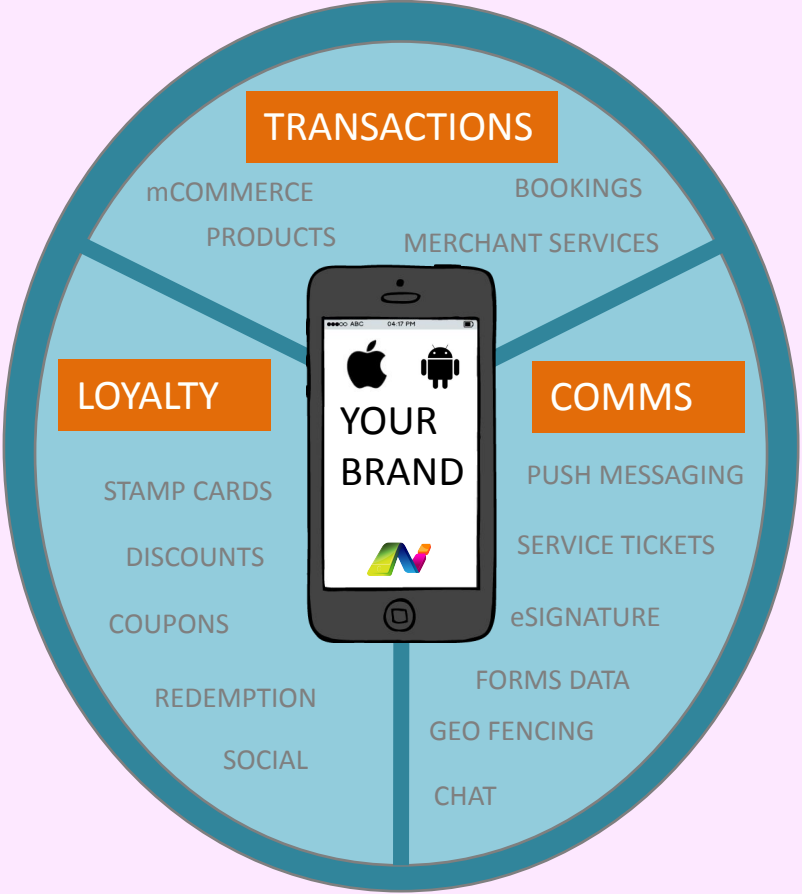 TRANSACTIONS
mCOMMERCE
BOOKINGS
PRODUCTS
MERCHANT SERVICES
ABC 04:17 PM
LOYALTY
STAMP CARDS
DISCOUNTS
COUPONS
REDEMPTION
SOCIAL
YOUR
BRAND
COMMS
PUSH MESSAGING
SERVICE TICKETS
eSIGNATURE
FORMS DATA
GEO FENCING
CHAT